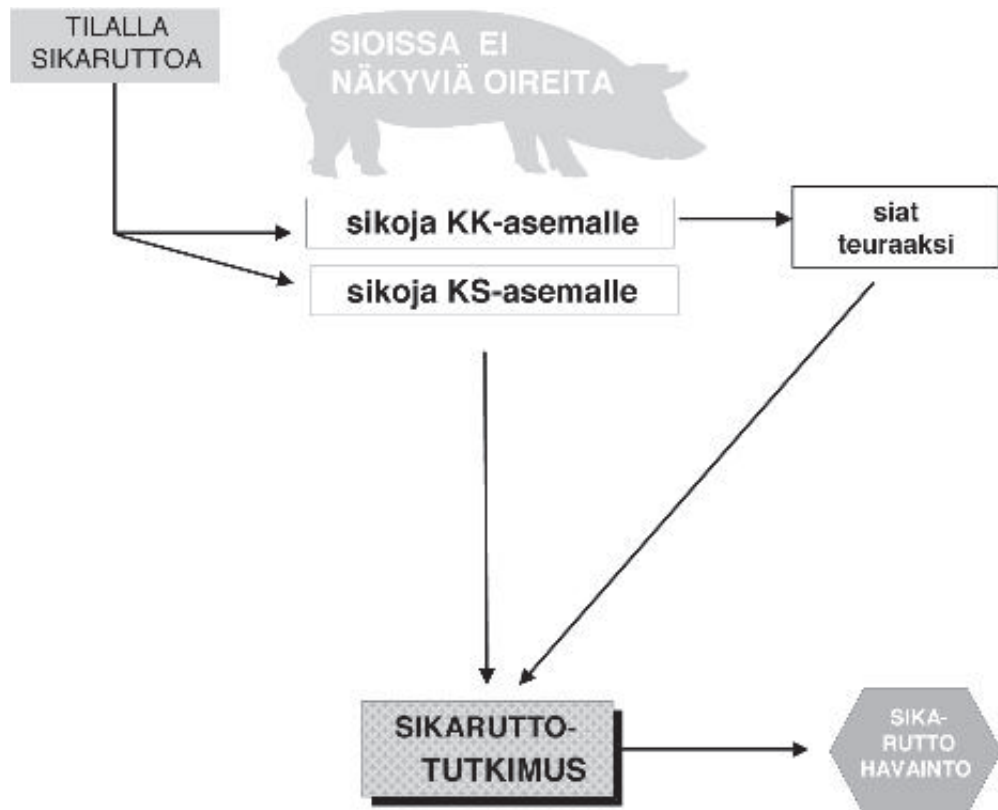 TILALLA
SIKARUTTOA
SIOISSA EI
NÄKYVIÄ OIREITA
sikoja KK-asemalle
siat
teuraaksi
sikoja KS-asemalle
SIKARUTTO-
TUTKIMUS
SIKA-
RUTTO
HAVAINTO